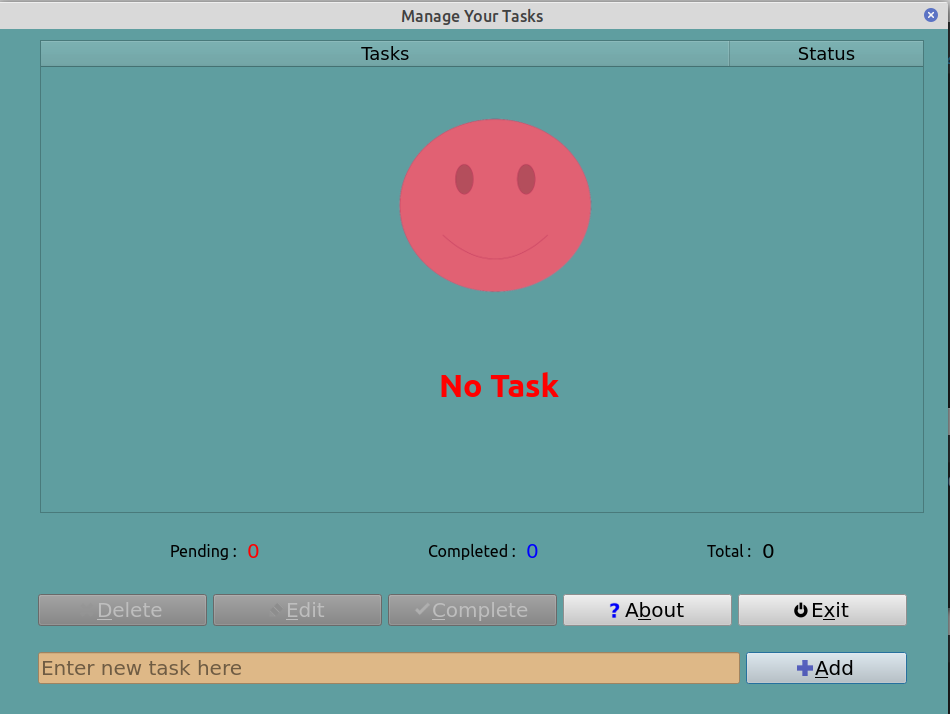 Manage Your Tasks
Tasks Status
No Task
Pending : 0 Completed : 0 Total : 0
Delete Edit Complete ? About Exit
Enter new task here Add